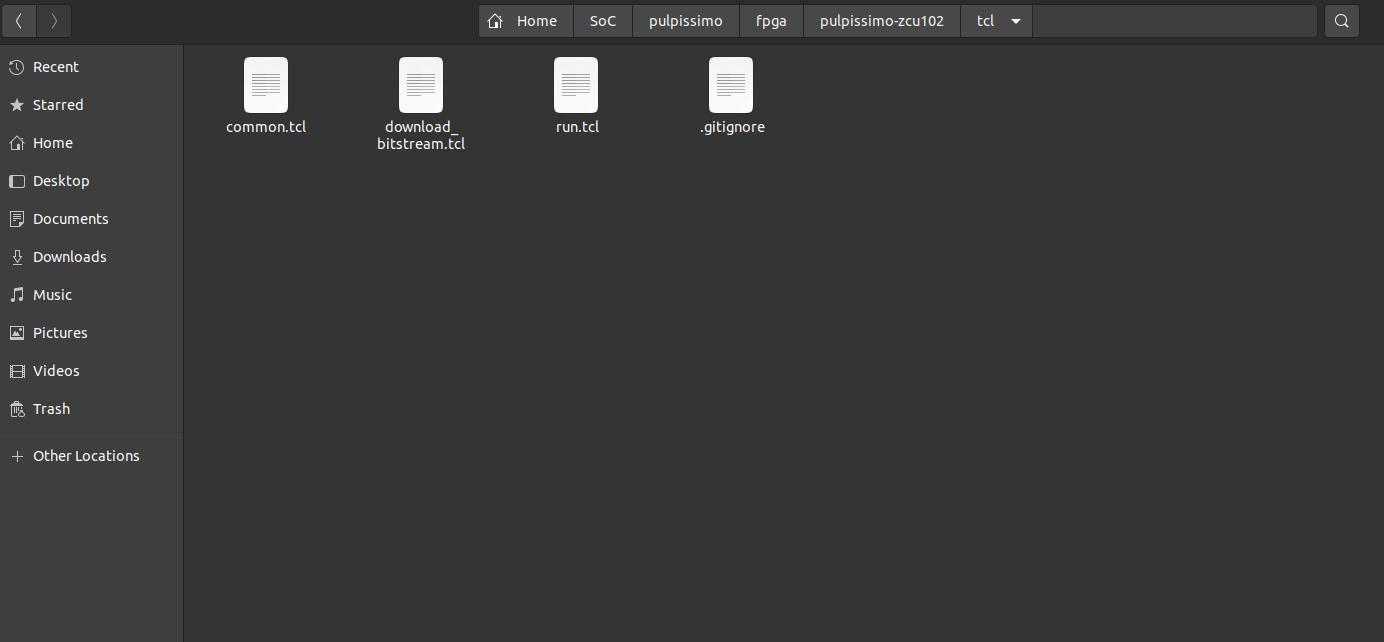 Home SoC pulpissimo fpga pulpissimo-zcu102 tcl
Recent
Starred
Home
Desktop
Documents
Downloads
Music
Pictures
Videos
Trash
Other Locations
common.tcl
download_
bitstream.tcl
run.tcl
.gitignore